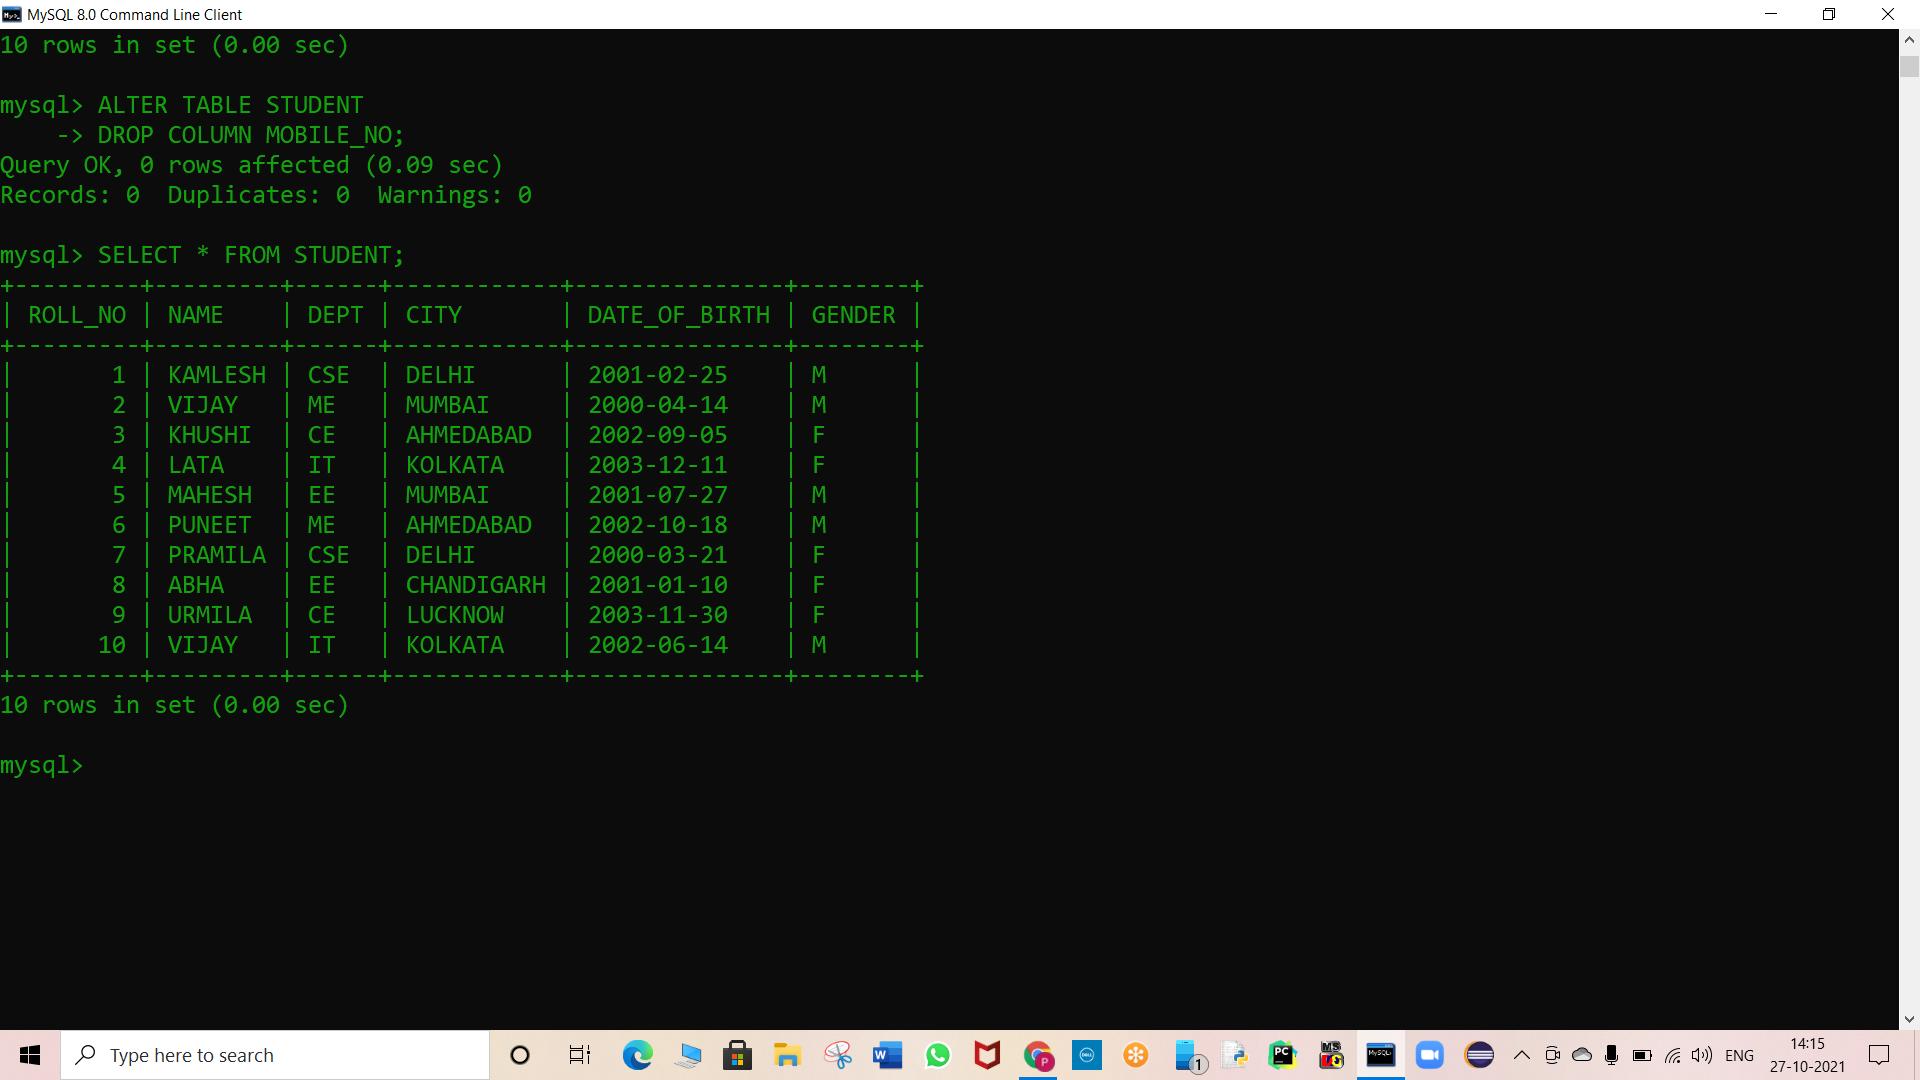 MySQL 8.0 Command Line Client
10 rows in set (0.00 sec)
mysql> ALTER TABLE STUDENT
    -> DROP COLUMN MOBILE_NO;
Query OK, 0 rows affected (0.09 sec)
Records: 0  Duplicates: 0  Warnings: 0
mysql> SELECT * FROM STUDENT;
+---------+---------+------+------------+---------------+--------+
| ROLL_NO | NAME    | DEPT | CITY       | DATE_OF_BIRTH | GENDER |
+---------+---------+------+------------+---------------+--------+
|       1 | KAMLESH | CSE  | DELHI      | 2001-02-25    | M      |
|       2 | VIJAY   | ME   | MUMBAI     | 2000-04-14    | M      |
|       3 | KHUSHI  | CE   | AHMEDABAD  | 2002-09-05    | F      |
|       4 | LATA    | IT   | KOLKATA    | 2003-12-11    | F      |
|       5 | MAHESH  | EE   | MUMBAI     | 2001-07-27    | M      |
|       6 | PUNEET  | ME   | AHMEDABAD  | 2002-10-18    | M      |
|       7 | PRAMILA | CSE  | DELHI      | 2000-03-21    | F      |
|       8 | ABHA    | EE   | CHANDIGARH | 2001-01-10    | F      |
|       9 | URMILA  | CE   | LUCKNOW    | 2003-11-30    | F      |
|      10 | VIJAY   | IT   | KOLKATA    | 2002-06-14    | M      |
+---------+---------+------+------------+---------------+--------+
10 rows in set (0.00 sec)
mysql>
Type here to search
ENG
14:15
27-10-2021